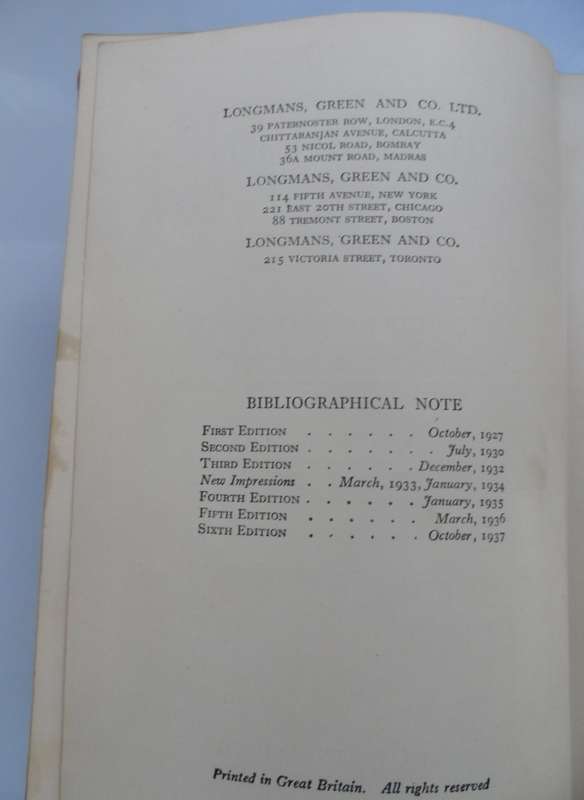 LONGMANS, GREEN AND CO. LTD.
39 PATERNOSTER ROW, LONDON, E.C.4
CHITTARANJAN AVENUE, CALCUTTA
53 NICOL ROAD, BOMBAY
36A MOUNT ROAD, MADRAS
LONGMANS, GREEN AND CO.
114 FIFTH AVENUE, NEW YORK
221 EAST 20TH STREET, CHICAGO
88 TREMONT STREET, BOSTON
LONGMANS, GREEN AND CO.
215 VICTORIA STREET, TORONTO
BIBLIOGRAPHICAL NOTE
FIRST EDITION . . . . . . October, 1927
SECOND EDITION . . . . . . . July, 1930
THIRD EDITION . . . . . . December, 1932
New Impressions . . March, 1933, January, 1934
FOURTH EDITION . . . . . . January, 1935
FIFTH EDITION . . . . . . March, 1936
SIXTH EDITION . . . . . . October, 1937
Printed in Great Britain. All rights reserved